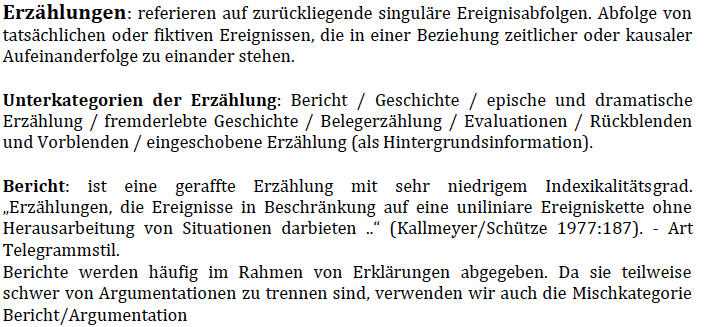 Erzählungen: referieren auf zurückliegende singuläre Ereignisabfolgen. Abfolge von
tatsächlichen oder fiktiven Ereignissen, die in einer Beziehung zeitlicher oder kausaler
Aufeinanderfolge zu einander stehen.
Unterkategorien der Erzählung: Bericht / Geschichte / epische und dramatische
Erzählung / fremderlebte Geschichte / Belegerzählung / Evaluationen / Rückblenden
und Vorblenden / eingeschobene Erzählung (als Hintergrundsinformation).
Bericht: ist eine geraffte Erzählung mit sehr niedrigem Indexikalitätsgrad.
„Erzählungen, die Ereignisse in Beschränkung auf eine uniliniare Ereigniskette ohne
Herausarbeitung von Situationen darbieten ..“ (Kallmeyer/Schütze 1977:187). - Art
Telegrammstil.
Berichte werden häufig im Rahmen von Erklärungen abgegeben. Da sie teilweise
schwer von Argumentationen zu trennen sind, verwenden wir auch die Mischkategorie
Bericht/Argumentation